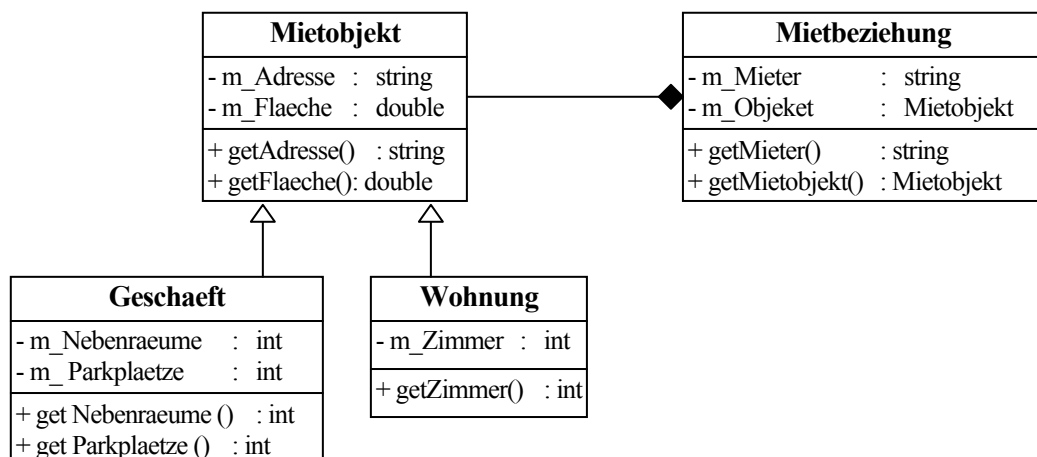 Mietobjekt
- m_Adresse : string
- m_Flaeche : double
+ getAdresse() : string
+ getFlaeche(): double
Mietbeziehung
- m_Mieter : string
- m_Objeket : Mietobjekt
+ getMieter() : string
+ getMietobjekt() : Mietobjekt
Geschaeft
- m_Nebenraeume : int
- m_ Parkplaetze : int
+ get Nebenraeume () : int
+ get Parkplaetze () : int
Wohnung
- m_Zimmer : int
+ getZimmer() : int